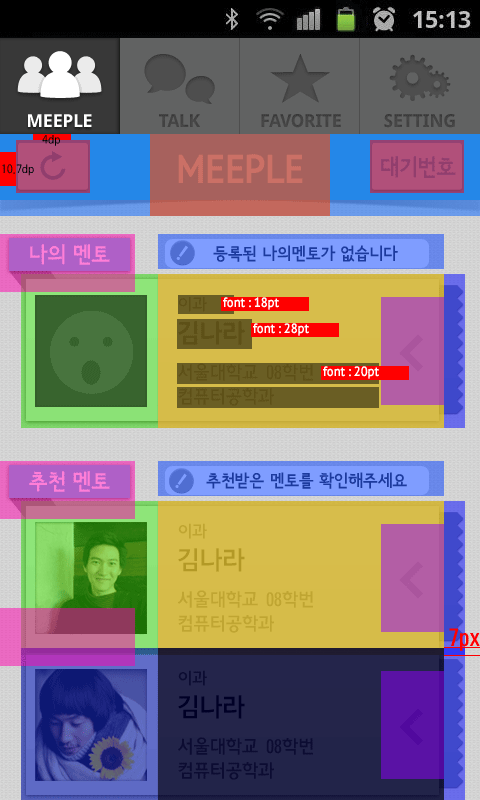 15:13
MEEPLE
TALK
FAVORITE
SETTING
4dp
10.7dp
MEEPLE
대기번호
나의 멘토
등록된 나의멘토가 없습니다
이과
font : 18pt
김나라
font : 28pt
서울대학교 08학번
font : 20pt
컴퓨터공학과
추천 멘토
추천받은 멘토를 확인해주세요
이과
김나라
서울대학교 08학번
컴퓨터공학과
7px
이과
김나라
서울대학교 08학번
컴퓨터공학과